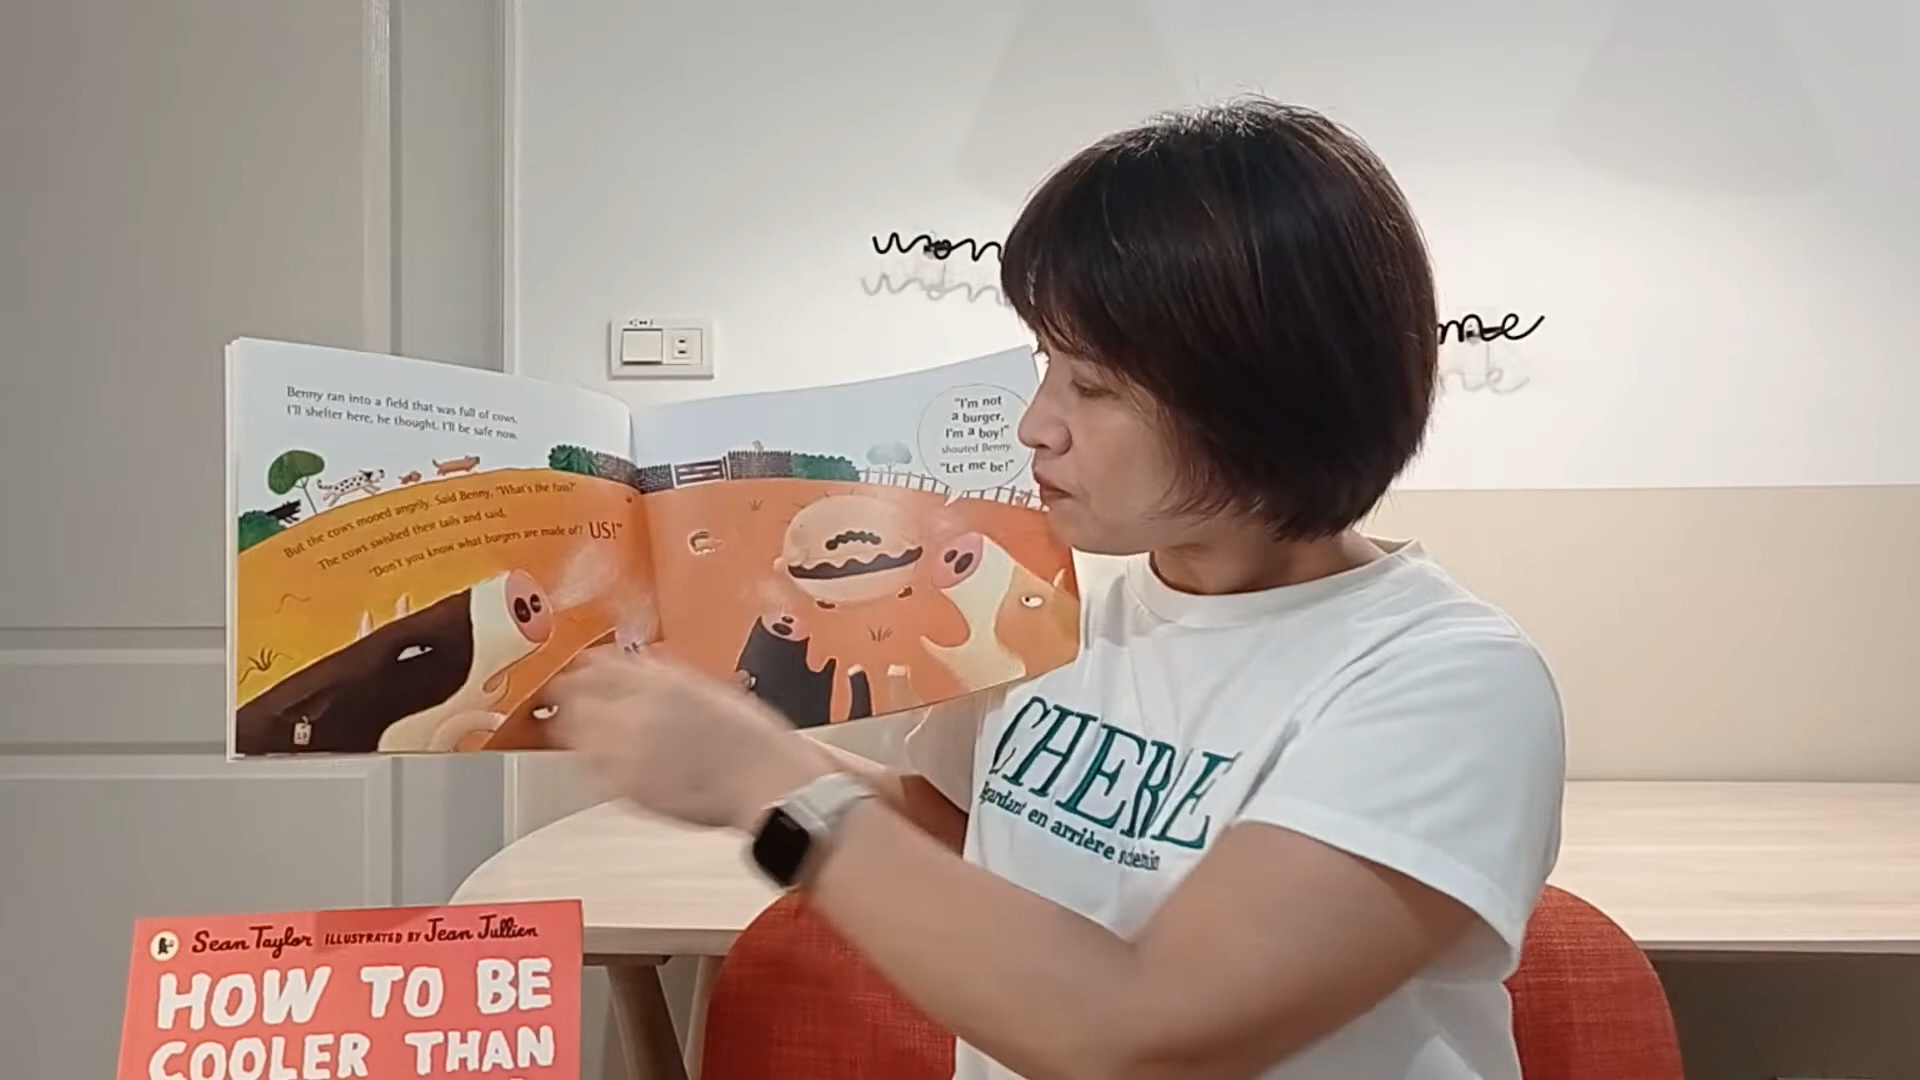 won
me
Benny ran into a field that was full of cows.
I'll shelter here, he thought. I'll be safe now.
But the cows mooed angrily. Said Benny, "What's the fuss?"
The cows swished their tails and said,
"Don't you know what burgers are made of? US!"
"I'm not
a burger,
I'm a boy!"
shouted Benny.
"Let me be!"
CHERE
en arrière
Sean Taylor ILLUSTRATED BY Jean Jullien
HOW TO BE
COOLER THAN